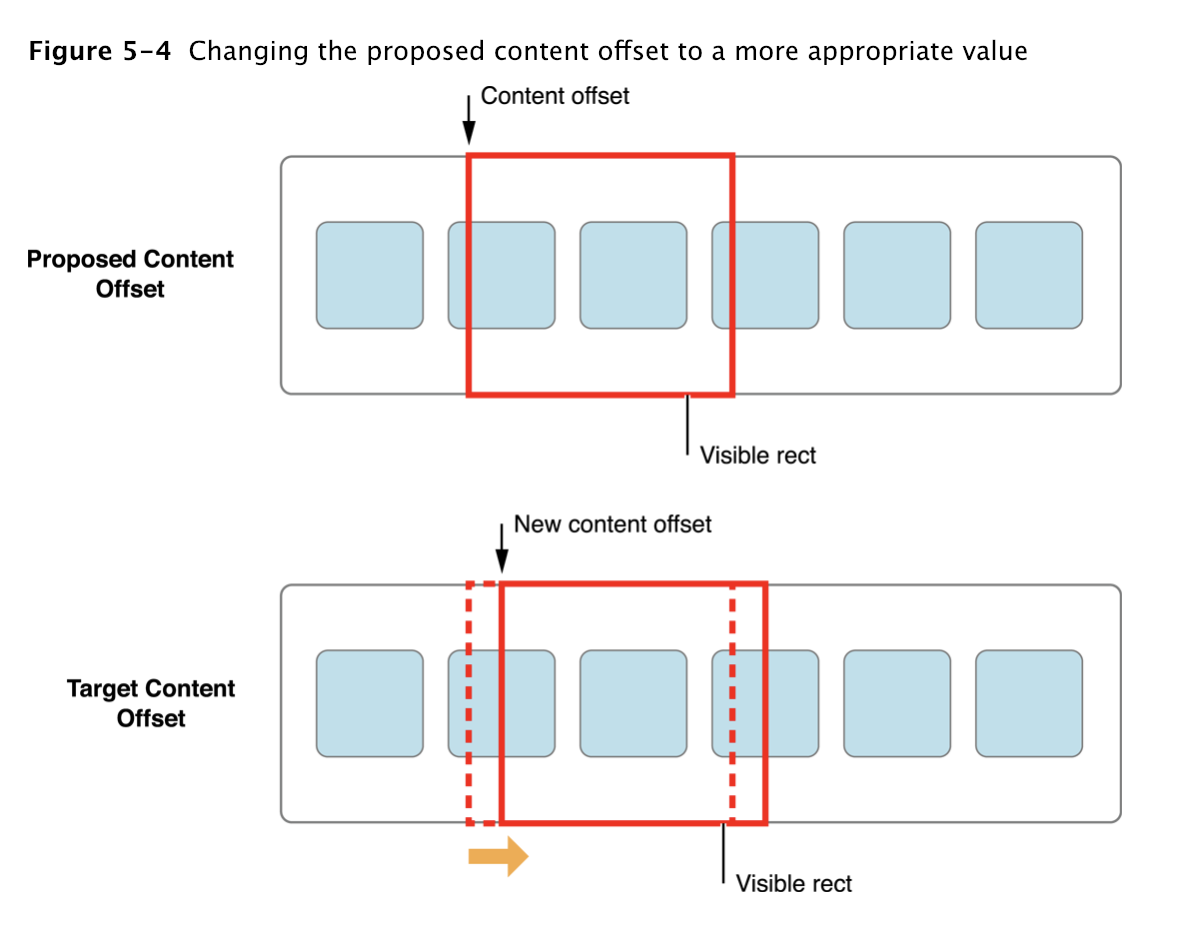 Figure 5-4 Changing the proposed content offset to a more appropriate value
Content offset
Proposed Content
Offset
Visible rect
New content offset
Target Content
Offset
Visible rect